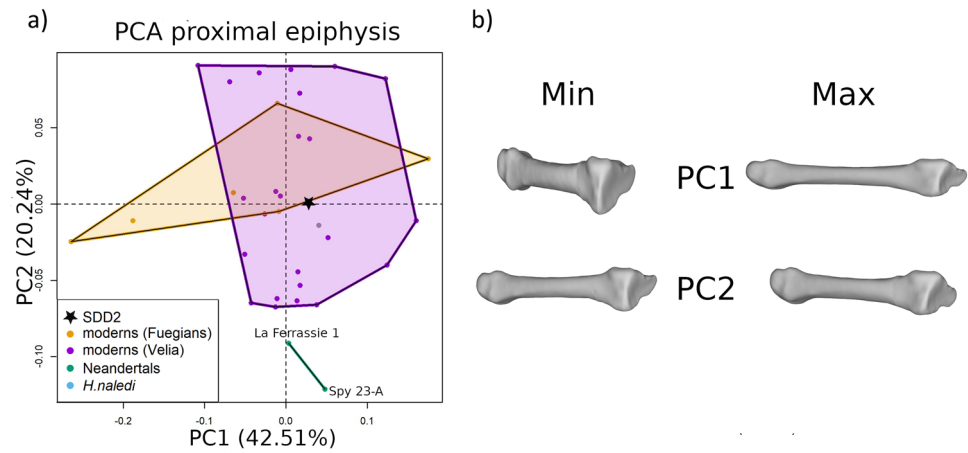 a)
PCA proximal epiphysis
PC2 (20.24%)
0.05
0.00
-0.05
-0.10
-0.2
-0.1
0.0
0.1
PC1 (42.51%)
SDD2
moderns (Fuegians)
moderns (Velia)
Neandertals
H.naledi
La Ferrassie 1
Spy 23-A
b)
Min
Max
PC1
PC2